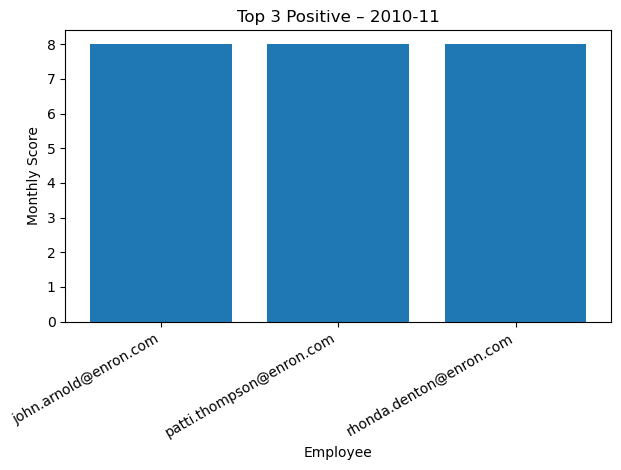 Top 3 Positive – 2010-11
Monthly Score
8
7
6
5
4
3
2
1
0
john.arnold@enron.com
patti.thompson@enron.com
rhonda.denton@enron.com
Employee